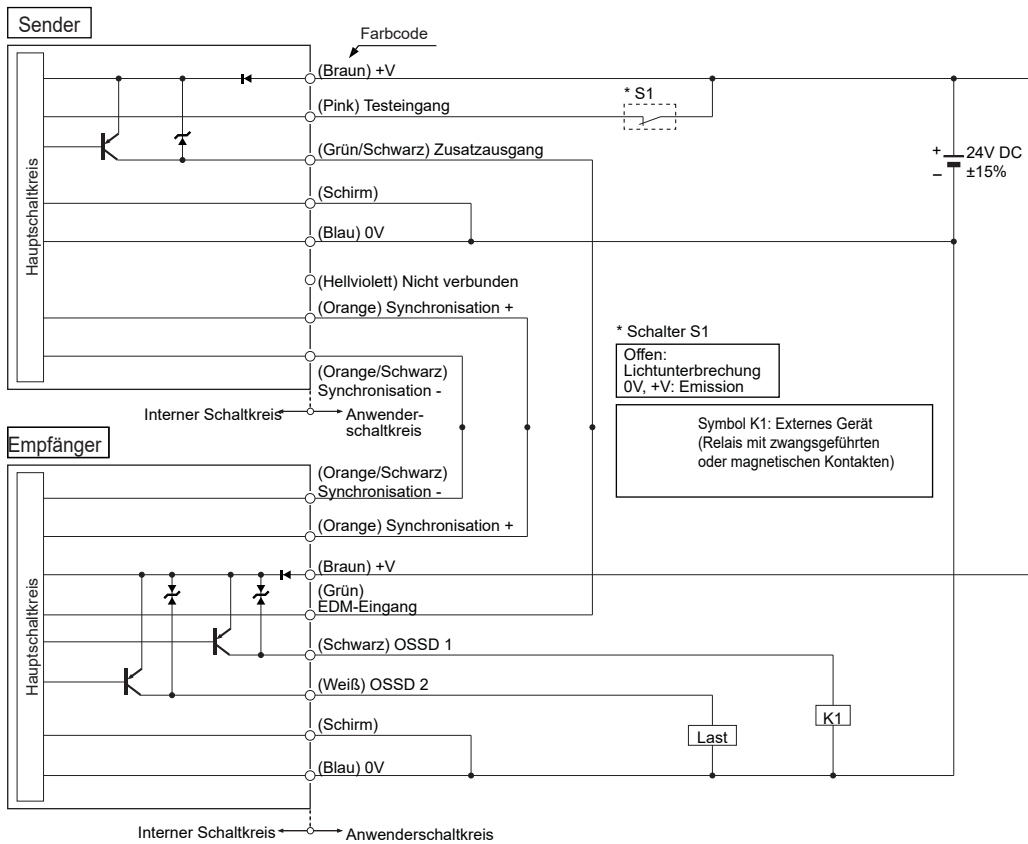 Sender
Farbcode
(Braun) +V
* S1
(Pink) Testeingang
(Grün/Schwarz) Zusatzausgang
+
24V DC
–
±15%
Hauptschaltkreis
(Schirm)
(Blau) 0V
(Hellviolett) Nicht verbunden
(Orange) Synchronisation +
* Schalter S1
Offen:
Lichtunterbrechung
0V, +V: Emission
(Orange/Schwarz)
Synchronisation -
Interner Schaltkreis
Anwender-
schaltkreis
Symbol K1: Externes Gerät
(Relais mit zwangsgeführten
oder magnetischen Kontakten)
Empfänger
(Orange/Schwarz)
Synchronisation -
(Orange) Synchronisation +
(Braun) +V
(Grün)
EDM-Eingang
Hauptschaltkreis
(Schwarz) OSSD 1
(Weiß) OSSD 2
K1
Last
(Schirm)
(Blau) 0V
Interner Schaltkreis
Anwenderschaltkreis